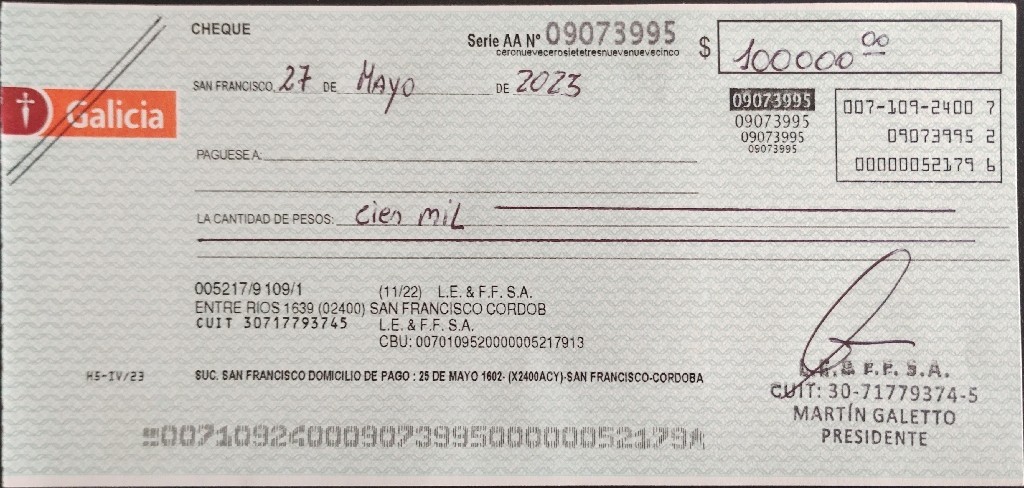 CHEQUE
Serie AA Nº 09073995
ceronuevecerosietetresnuevenuevecinco
$ 100000 00
SAN FRANCISCO, 27 DE Mayo DE 2023
Galicia
09073995
09073995
09073995
09073995
007-109-2400 7
09073995 2
00000052179 6
PAGUESE A:
LA CANTIDAD DE PESOS: cien mil
005217/9 109/1 (11/22) L.E. & F.F. S.A.
ENTRE RIOS 1639 (02400) SAN FRANCISCO CORDOB
CUIT 30717793745 L.E. & F.F. S.A.
CBU: 0070109520000005217913
HS-IV/23
SUC. SAN FRANCISCO DOMICILIO DE PAGO : 25 DE MAYO 1602- (X2400ACY)-SAN FRANCISCO-CORDOBA
L.E. & F.F. S.A.
CUIT: 30-71779374-5
MARTÍN GALETTO
PRESIDENTE
00710924000907399500000052179